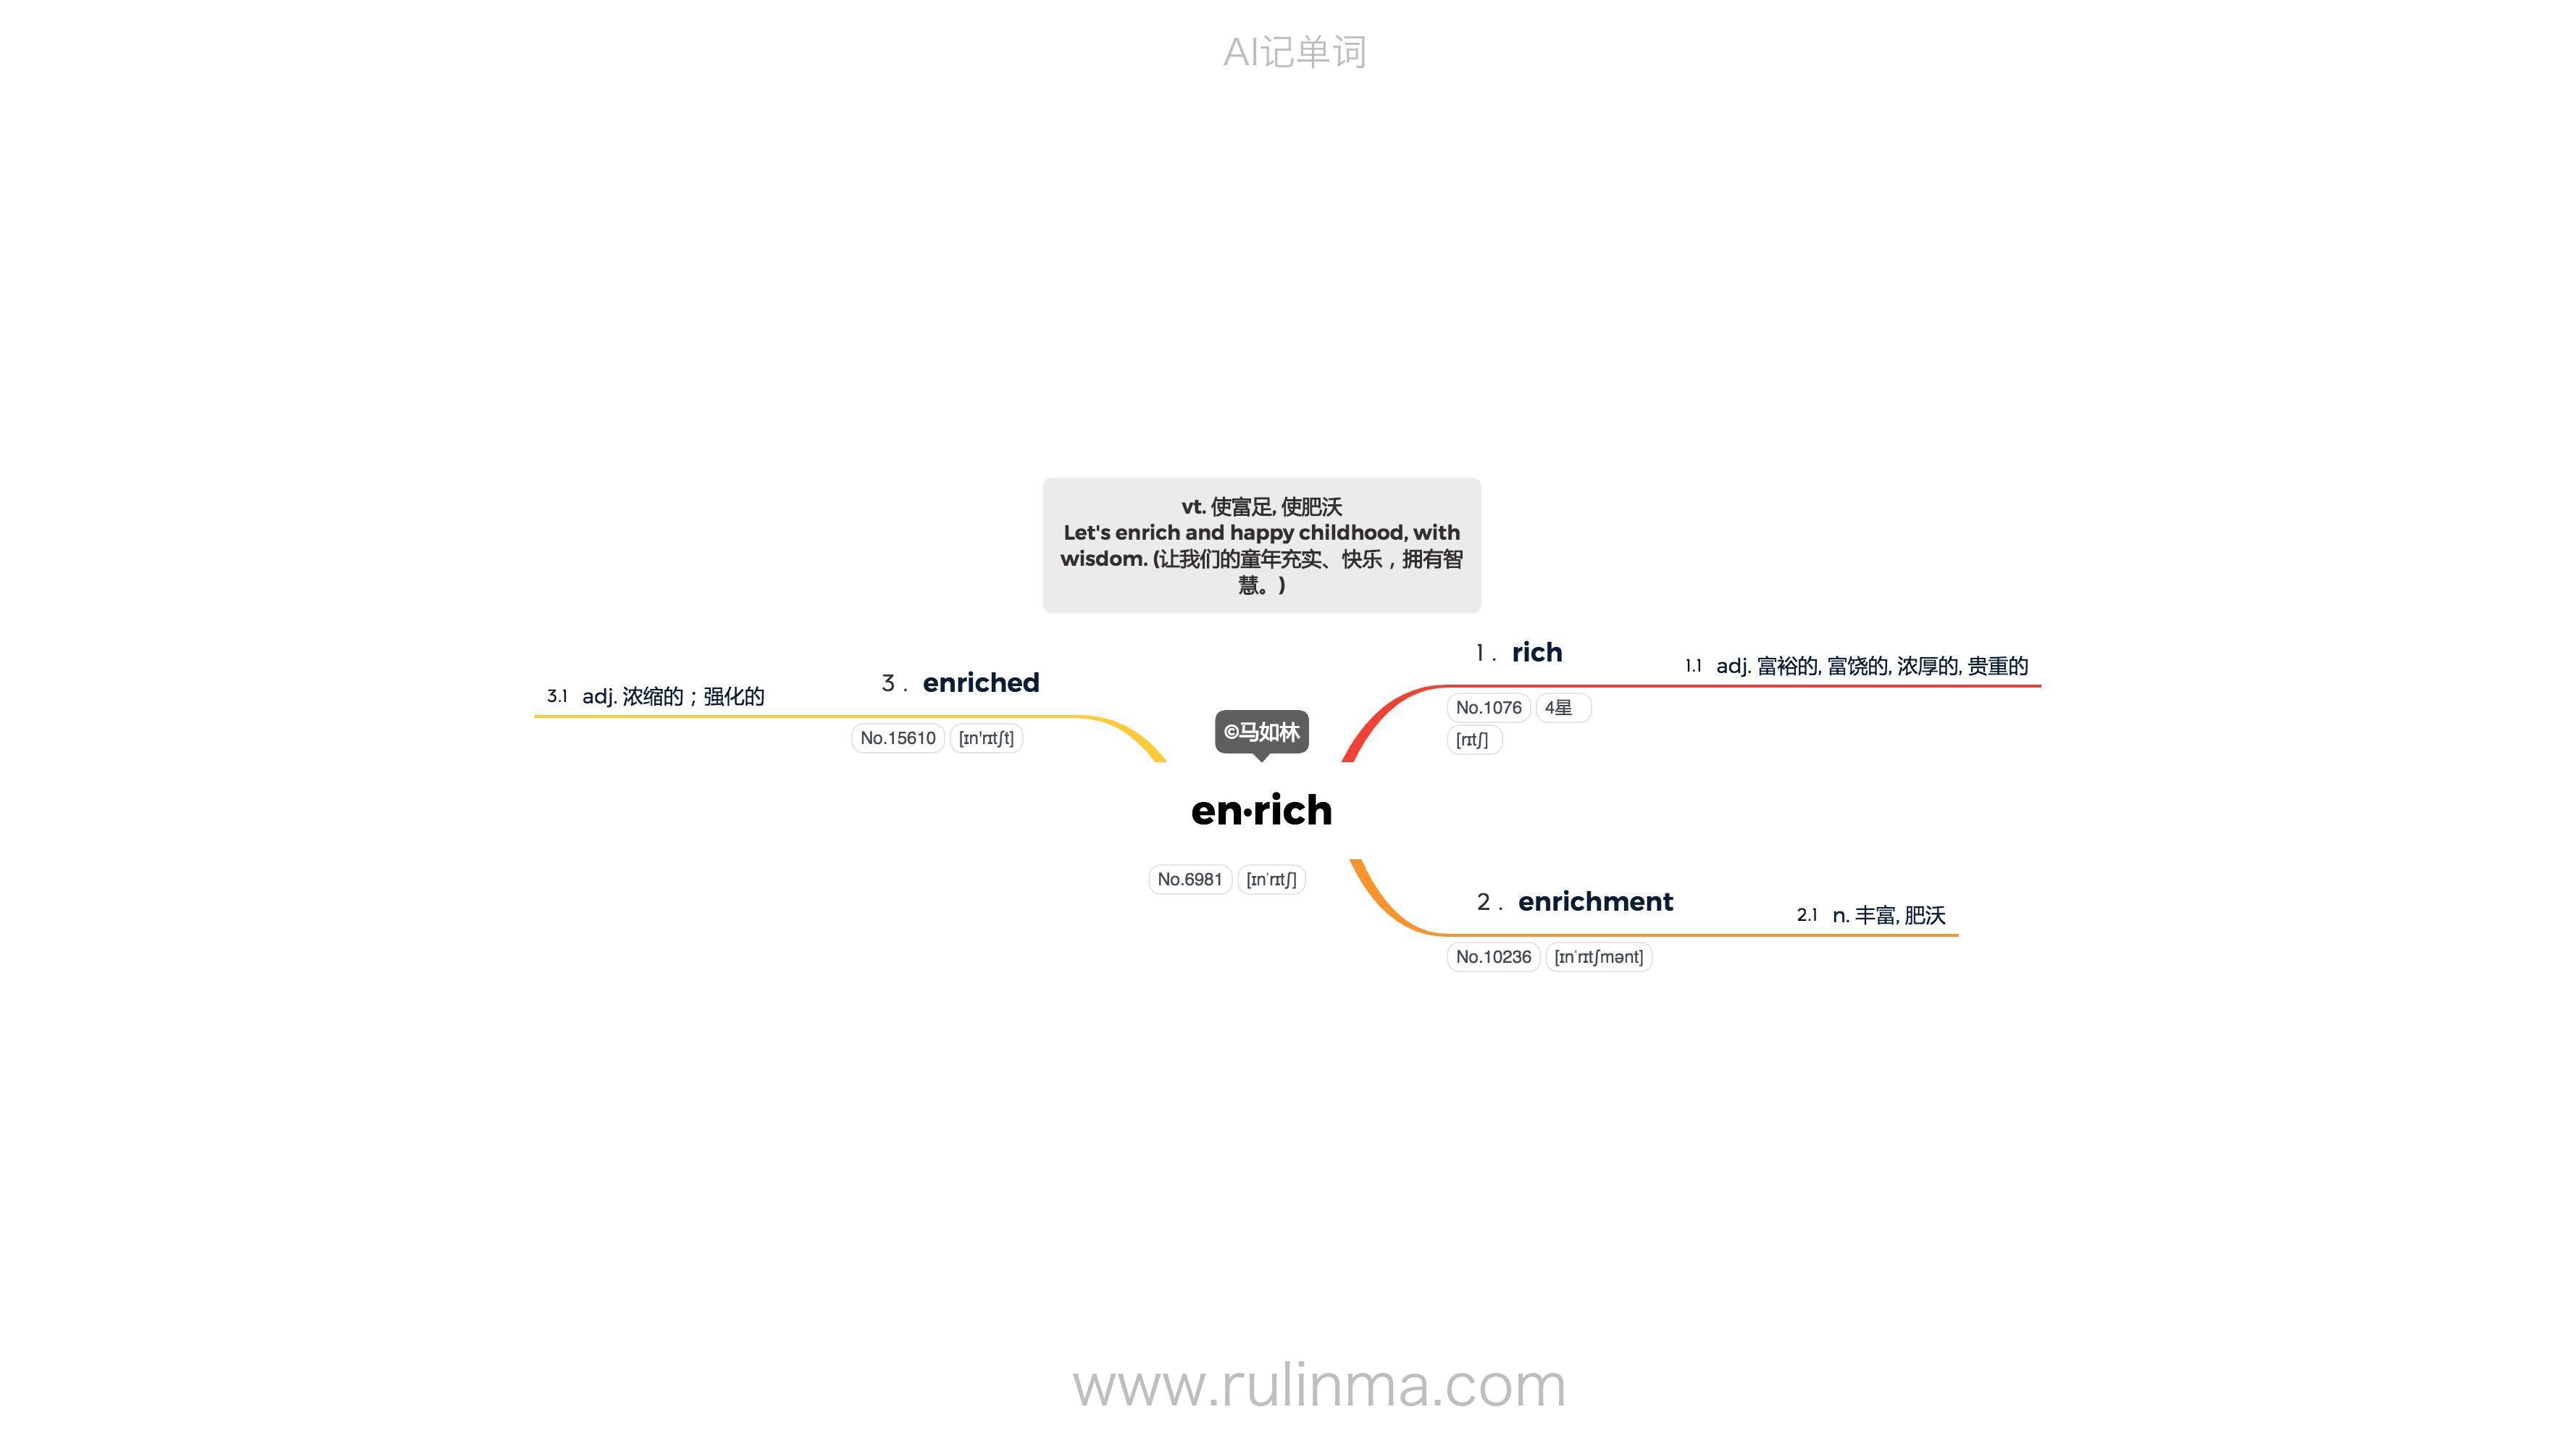 AI记单词
vt. 使富足, 使肥沃
Let's enrich and happy childhood, with
wisdom. (让我们的童年充实、快乐，拥有智
慧。)
1. rich
1.1 adj. 富裕的, 富饶的, 浓厚的, 贵重的
No.1076 4星
[rɪtʃ]
3. enriched
3.1 adj. 浓缩的；强化的
No.15610 [ɪn'rɪtʃt]
©马如林
en·rich
No.6981 [ɪnˈrɪtʃ]
2. enrichment
2.1 n. 丰富, 肥沃
No.10236 [ɪnˈrɪtʃmənt]
www.rulinma.com